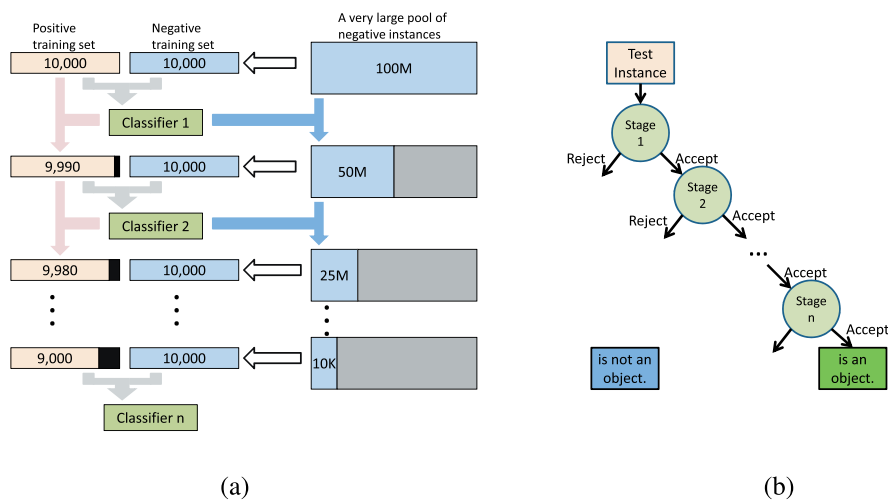 Positive
training set
Negative
training set
A very large pool of
negative instances
10,000
10,000
100M
Classifier 1
9,990
10,000
50M
Classifier 2
9,980
10,000
25M
9,000
10,000
10K
Classifier n
(a)
Test
Instance
Stage
1
Reject
Accept
Stage
2
Reject
Accept
...
Accept
Stage
n
Accept
is not an
object.
is an
object.
(b)